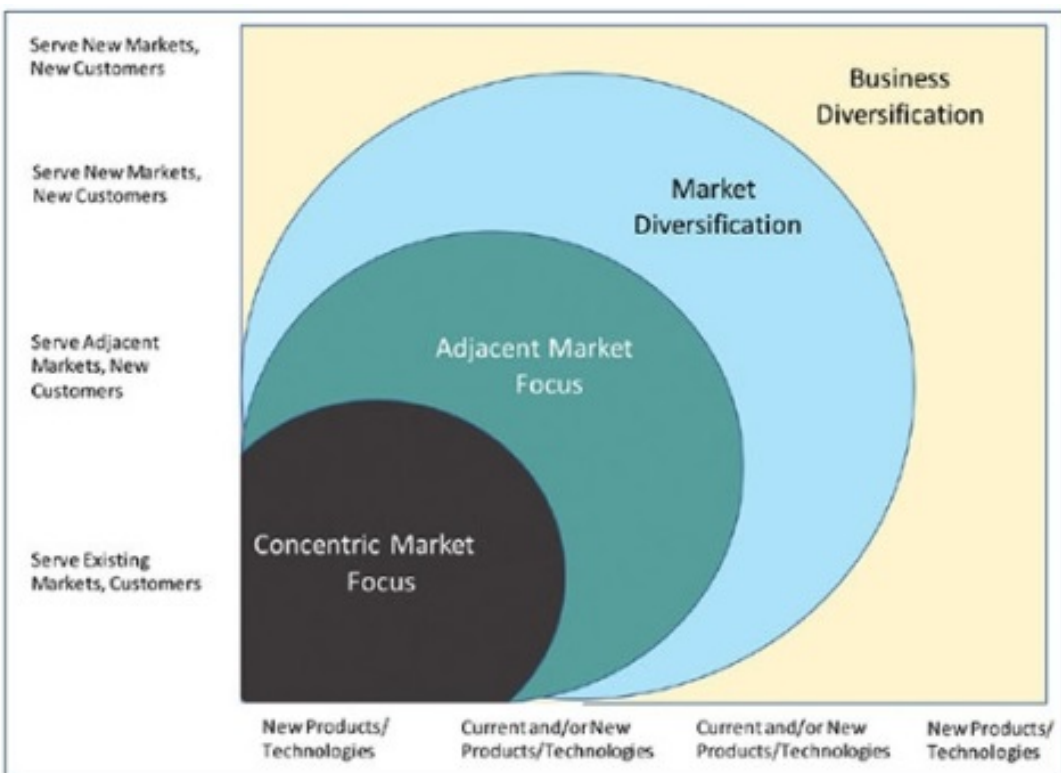 Serve New Markets,
New Customers
Business
Diversification
Serve New Markets,
New Customers
Market
Diversification
Serve Adjacent
Markets, New
Customers
Adjacent Market
Focus
Concentric Market
Focus
Serve Existing
Markets, Customers
New Products/
Technologies
Current and/or New
Products/Technologies
Current and/or New
Products/Technologies
New Products/
Technologies